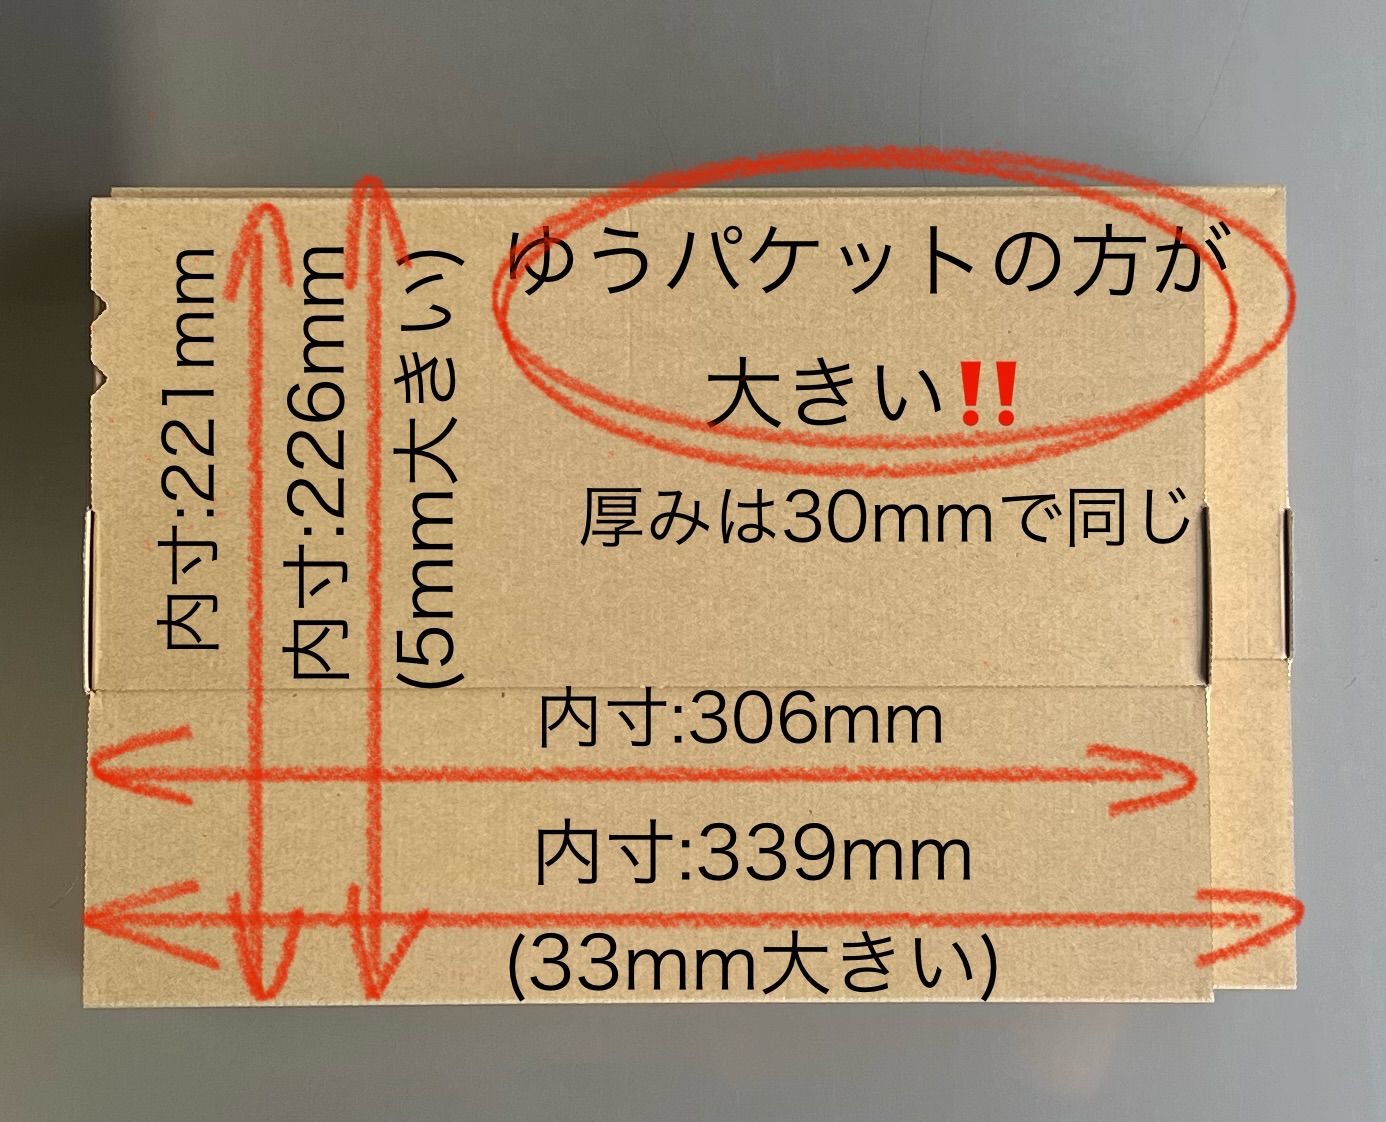 ゆうパケットの方が
大きい‼
厚みは30mmで同じ
内寸:221mm
内寸:226mm
(5mm大きい)
内寸:306mm
内寸:339mm
(33mm大きい)